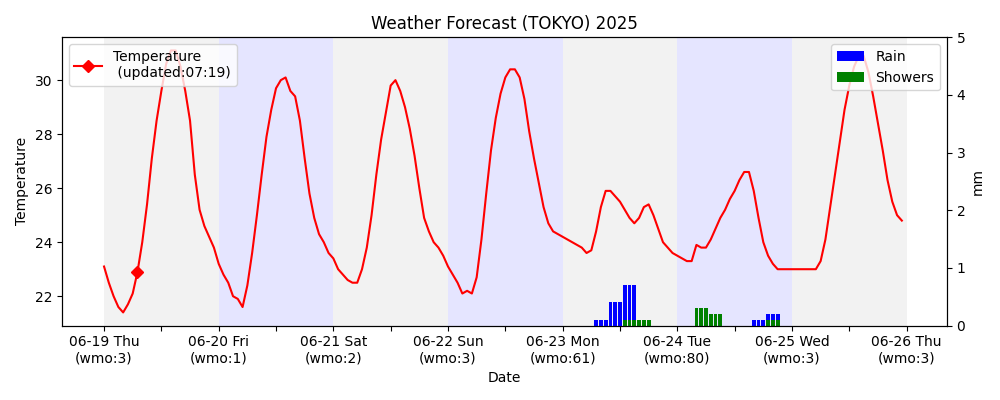 Weather Forecast (TOKYO) 2025
Temperature
(updated:07:19)
Rain
Showers
Temperature
30
28
26
24
22
5
4
3
2
1
0
mm
06-19 Thu
(wmo:3)
06-20 Fri
(wmo:1)
06-21 Sat
(wmo:2)
06-22 Sun
(wmo:3)
06-23 Mon
(wmo:61)
06-24 Tue
(wmo:80)
06-25 Wed
(wmo:3)
06-26 Thu
(wmo:3)
Date